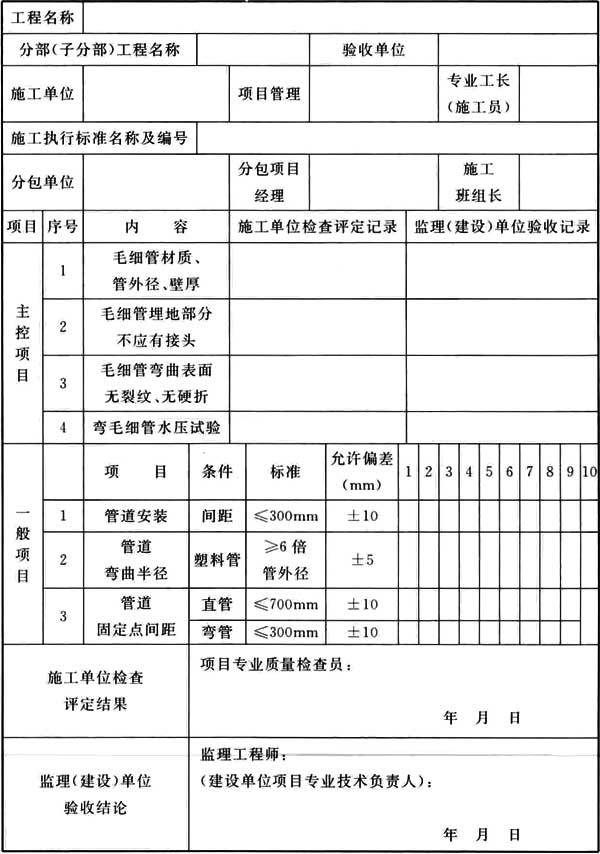 工程名称
分部(子分部)工程名称 验收单位
施工单位 项目管理 专业工长
(施工员)
施工执行标准名称及编号
分包单位 分包项目
经理 施工
班组长
项目 序号 内 容 施工单位检查评定记录 监理(建设)单位验收记录
主控项目
1 毛细管材质、
管外径、壁厚
2 毛细管埋地部分
不应有接头
3 毛细管弯曲表面
无裂纹、无硬折
4 弯毛细管水压试验
一般项目
项 目 条件 标准 允许偏差
(mm) 1 2 3 4 5 6 7 8 9 10
1 管道安装 间距 ≤300mm ±10
2 管道
弯曲半径 塑料管 ≥6倍
管外径 ±5
3 管道
固定点间距 直管 ≤700mm ±10
弯管 ≤300mm ±10
施工单位检查
评定结果
项目专业质量检查员：
年 月 日
监理(建设)单位
验收结论
监理工程师：
(建设单位项目专业技术负责人)：
年 月 日